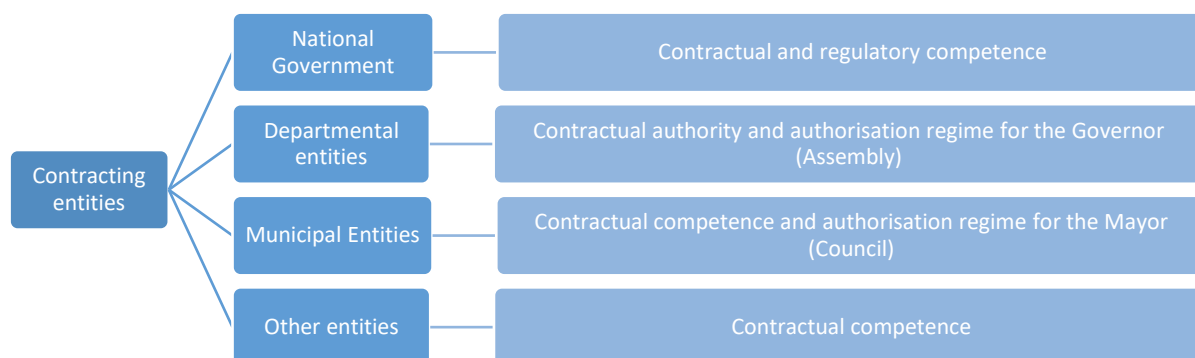 National
Government
Contractual and regulatory competence
Departmental
entities
Contractual authority and authorisation regime for the Governor
(Assembly)
Contracting
entities
Municipal Entities
Contractual competence and authorisation regime for the Mayor
(Council)
Other entities
Contractual competence